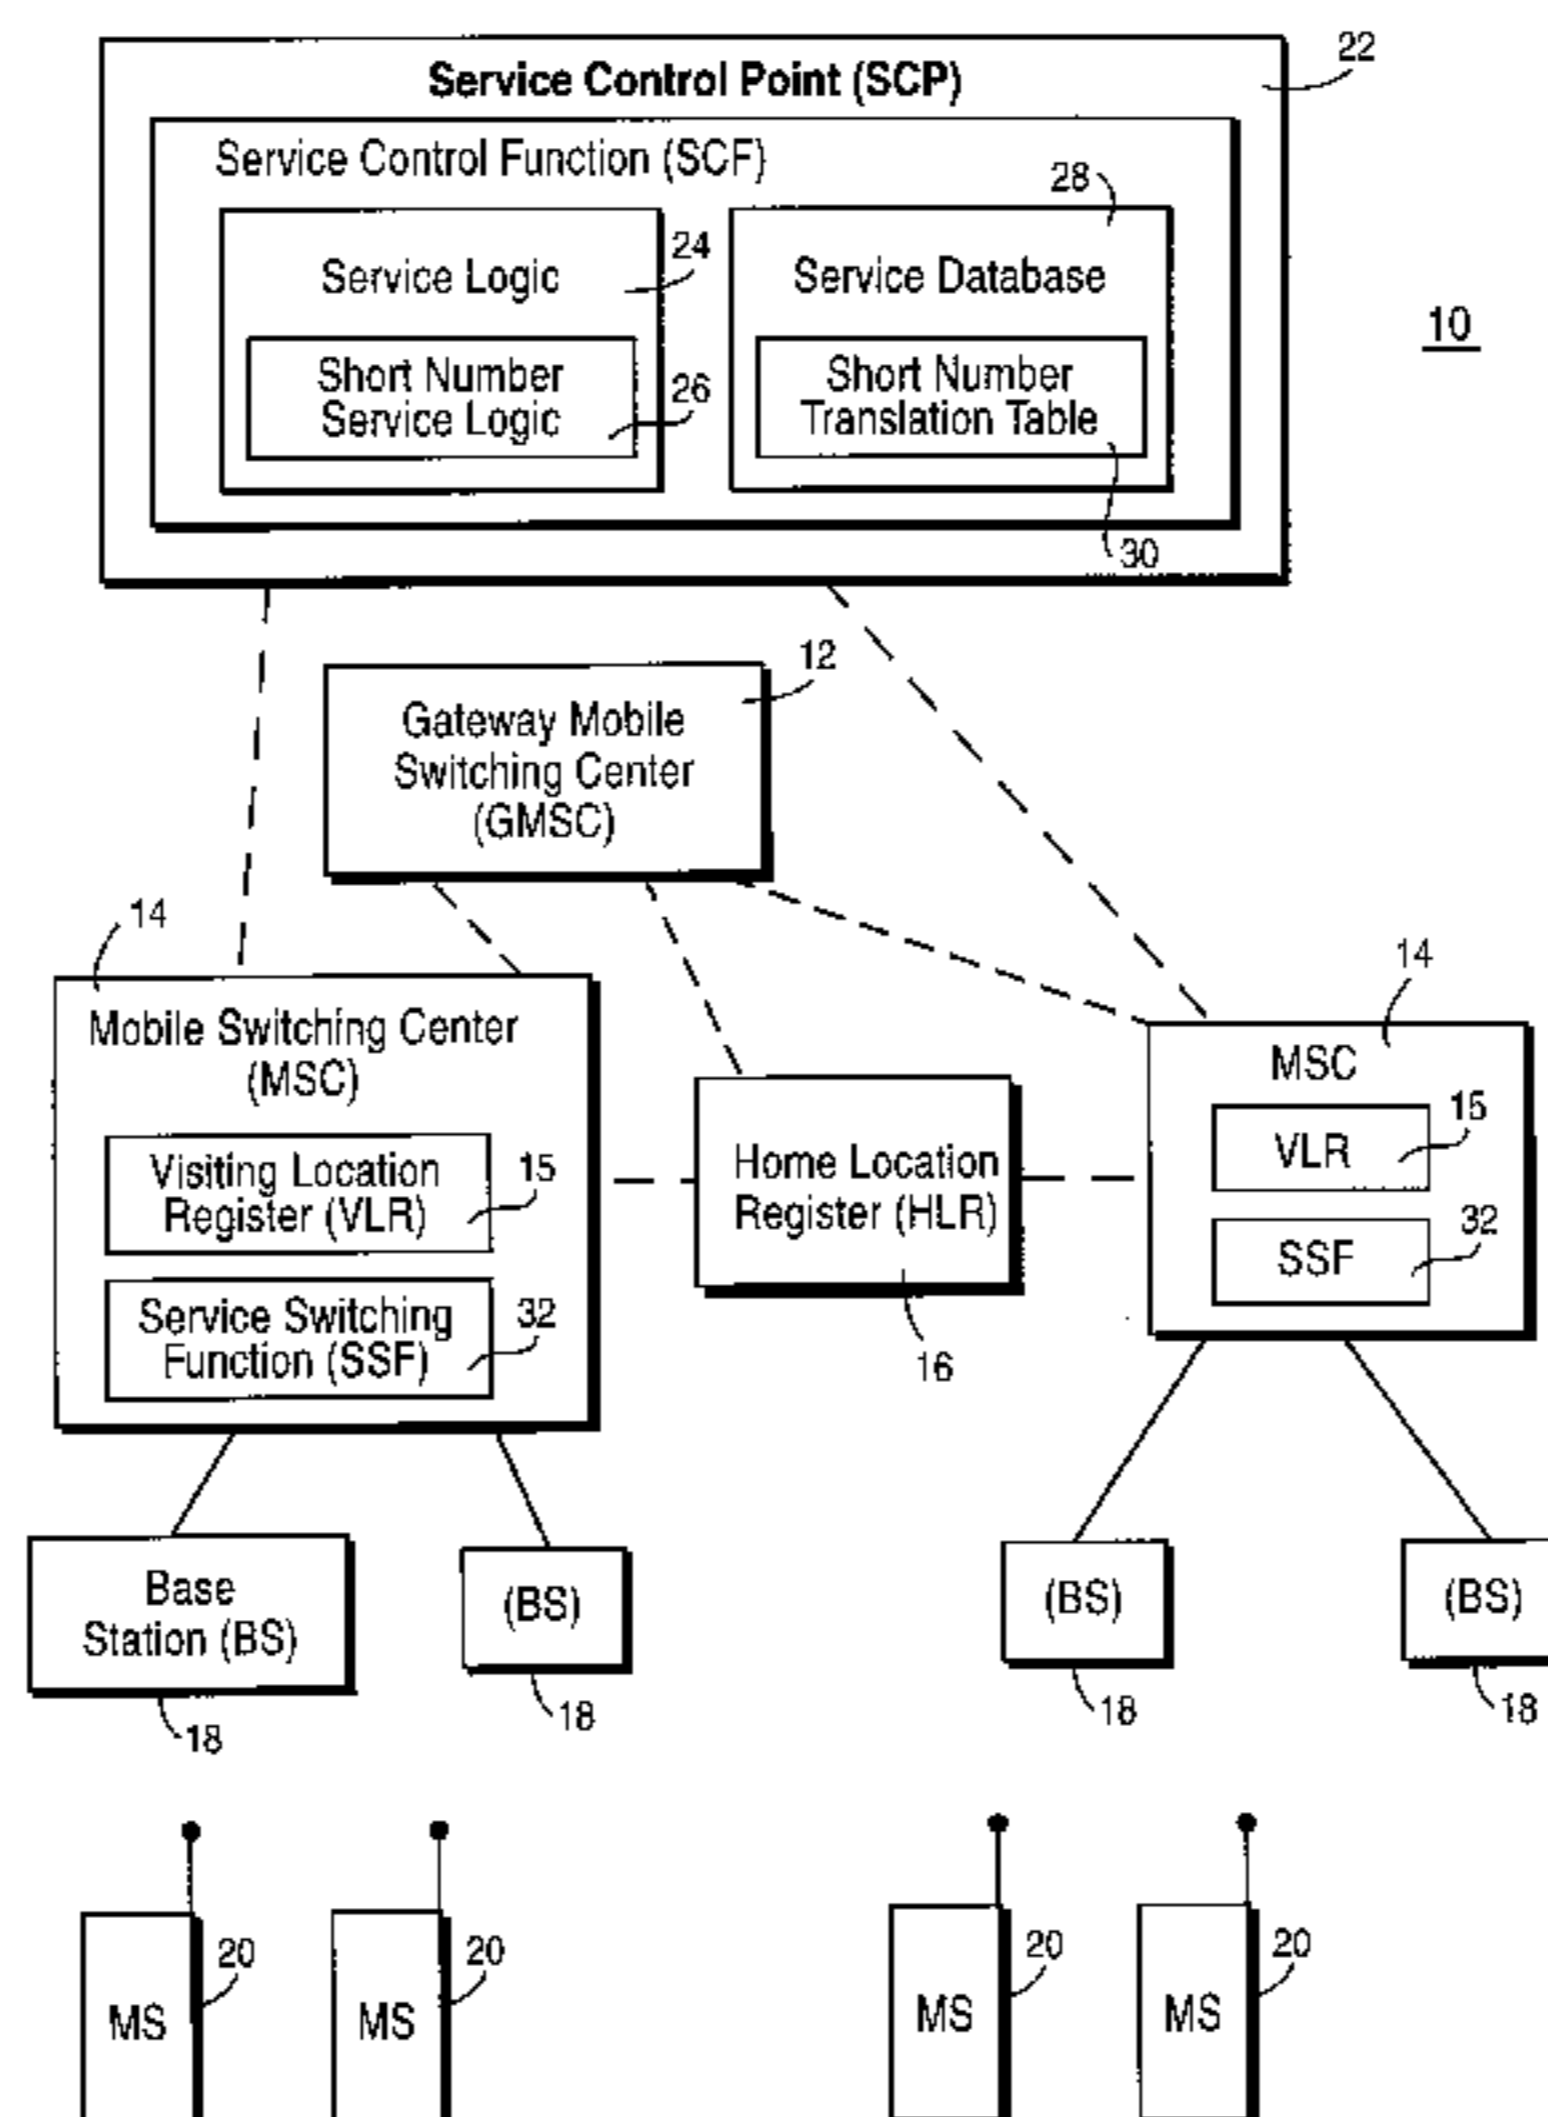 22
Service Control Point (SCP)
Service Control Function (SCF)
28
24
Service Logic
Service Database
10
Short Number
Service Logic
26
Short Number
Translation Table
30
12
Gateway Mobile
Switching Center
(GMSC)
14
Mobile Switching Center
(MSC)
14
MSC
Visiting Location
Register (VLR)
15
Home Location
Register (HLR)
VLR
15
Service Switching
Function (SSF)
32
16
SSF
32
Base
Station (BS)
18
(BS)
18
(BS)
18
(BS)
18
MS
20
MS
20
MS
20
MS
20